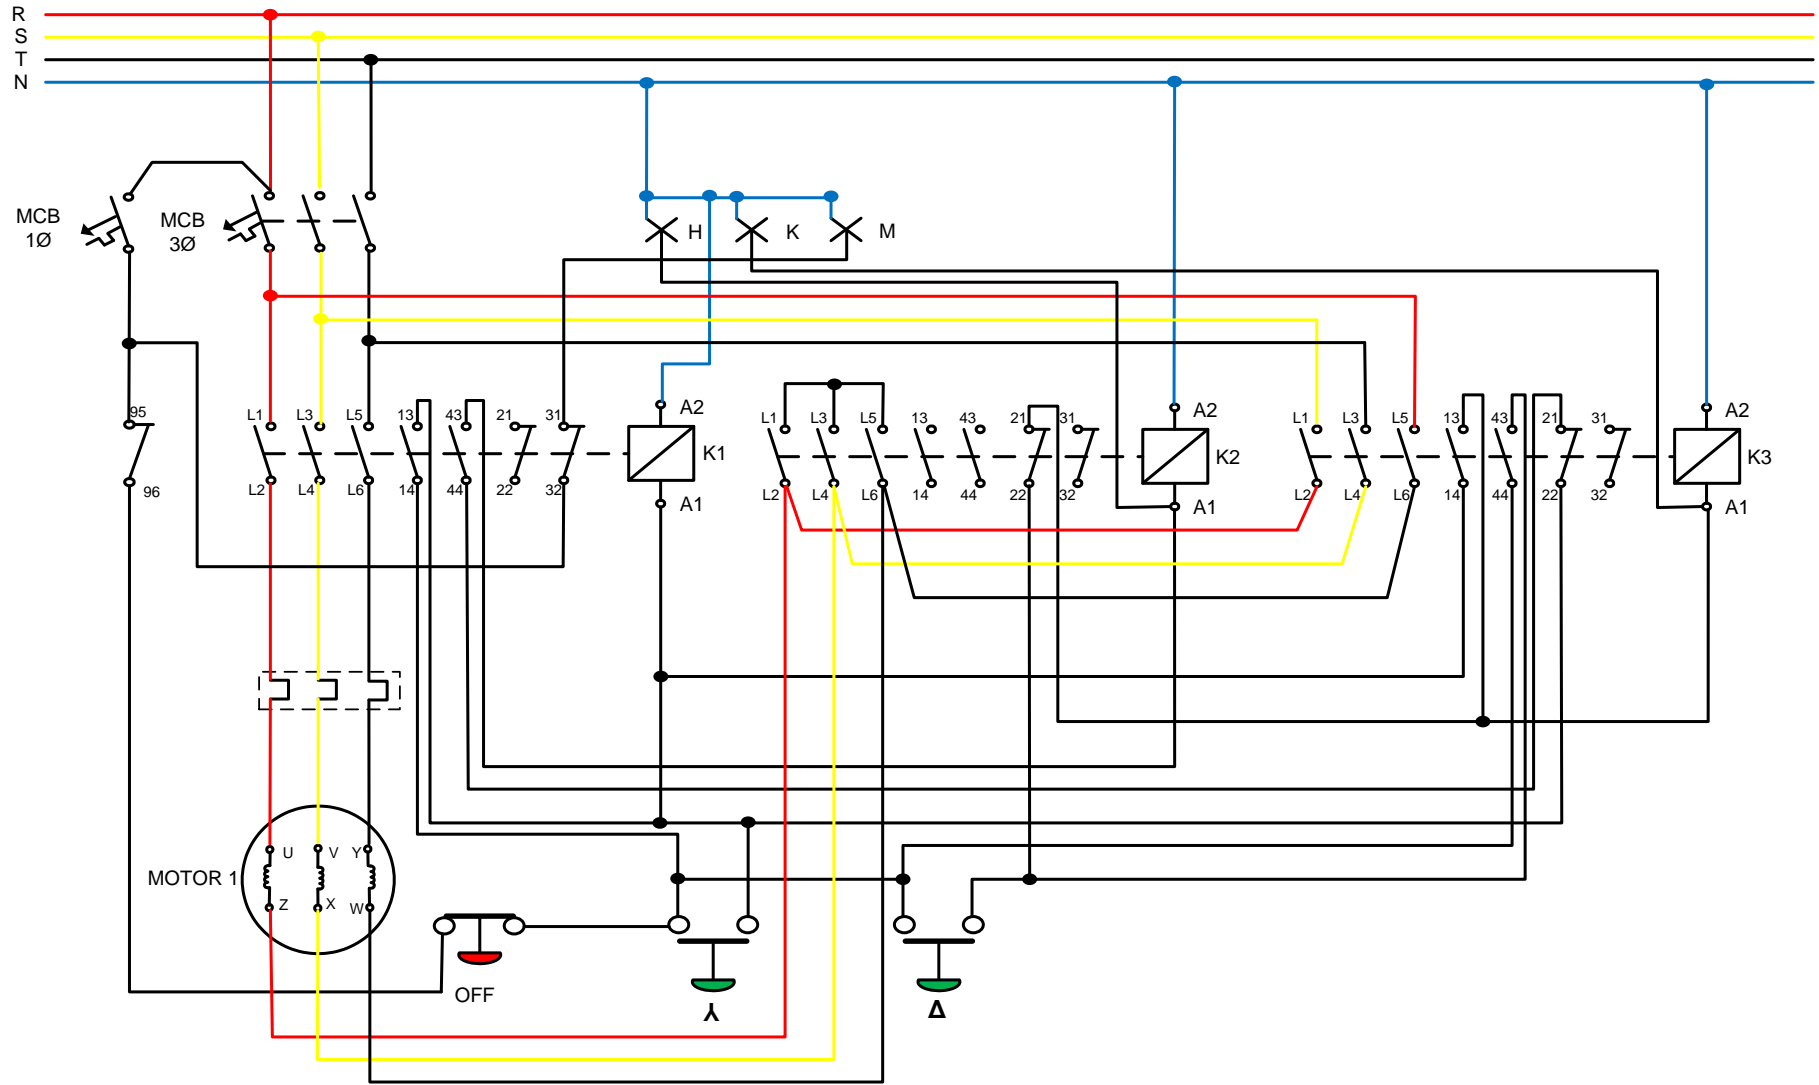 R
S
T
N
MCB
1Ø
MCB
3Ø
H
K
M
95
96
L1
L3
L5
13
43
21
31
L2
L4
L6
14
44
22
32
A2
K1
A1
L1
L3
L5
13
43
21
31
L2
L4
L6
14
44
22
32
A2
K2
A1
L1
L3
L5
13
43
21
31
L2
L4
L6
14
44
22
32
A2
K3
A1
MOTOR 1
U
V
Y
Z
X
W
OFF
⅄
Δ